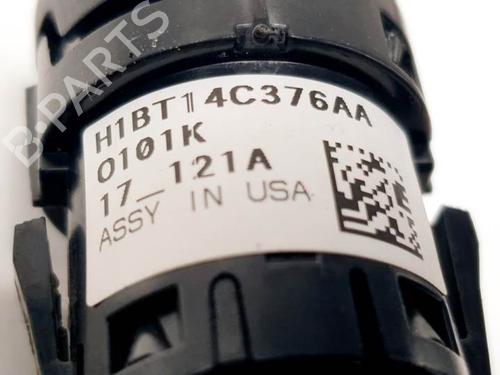 B-PARTS
H1BT14C376AA
0101K
17_121A
ASSY IN USA